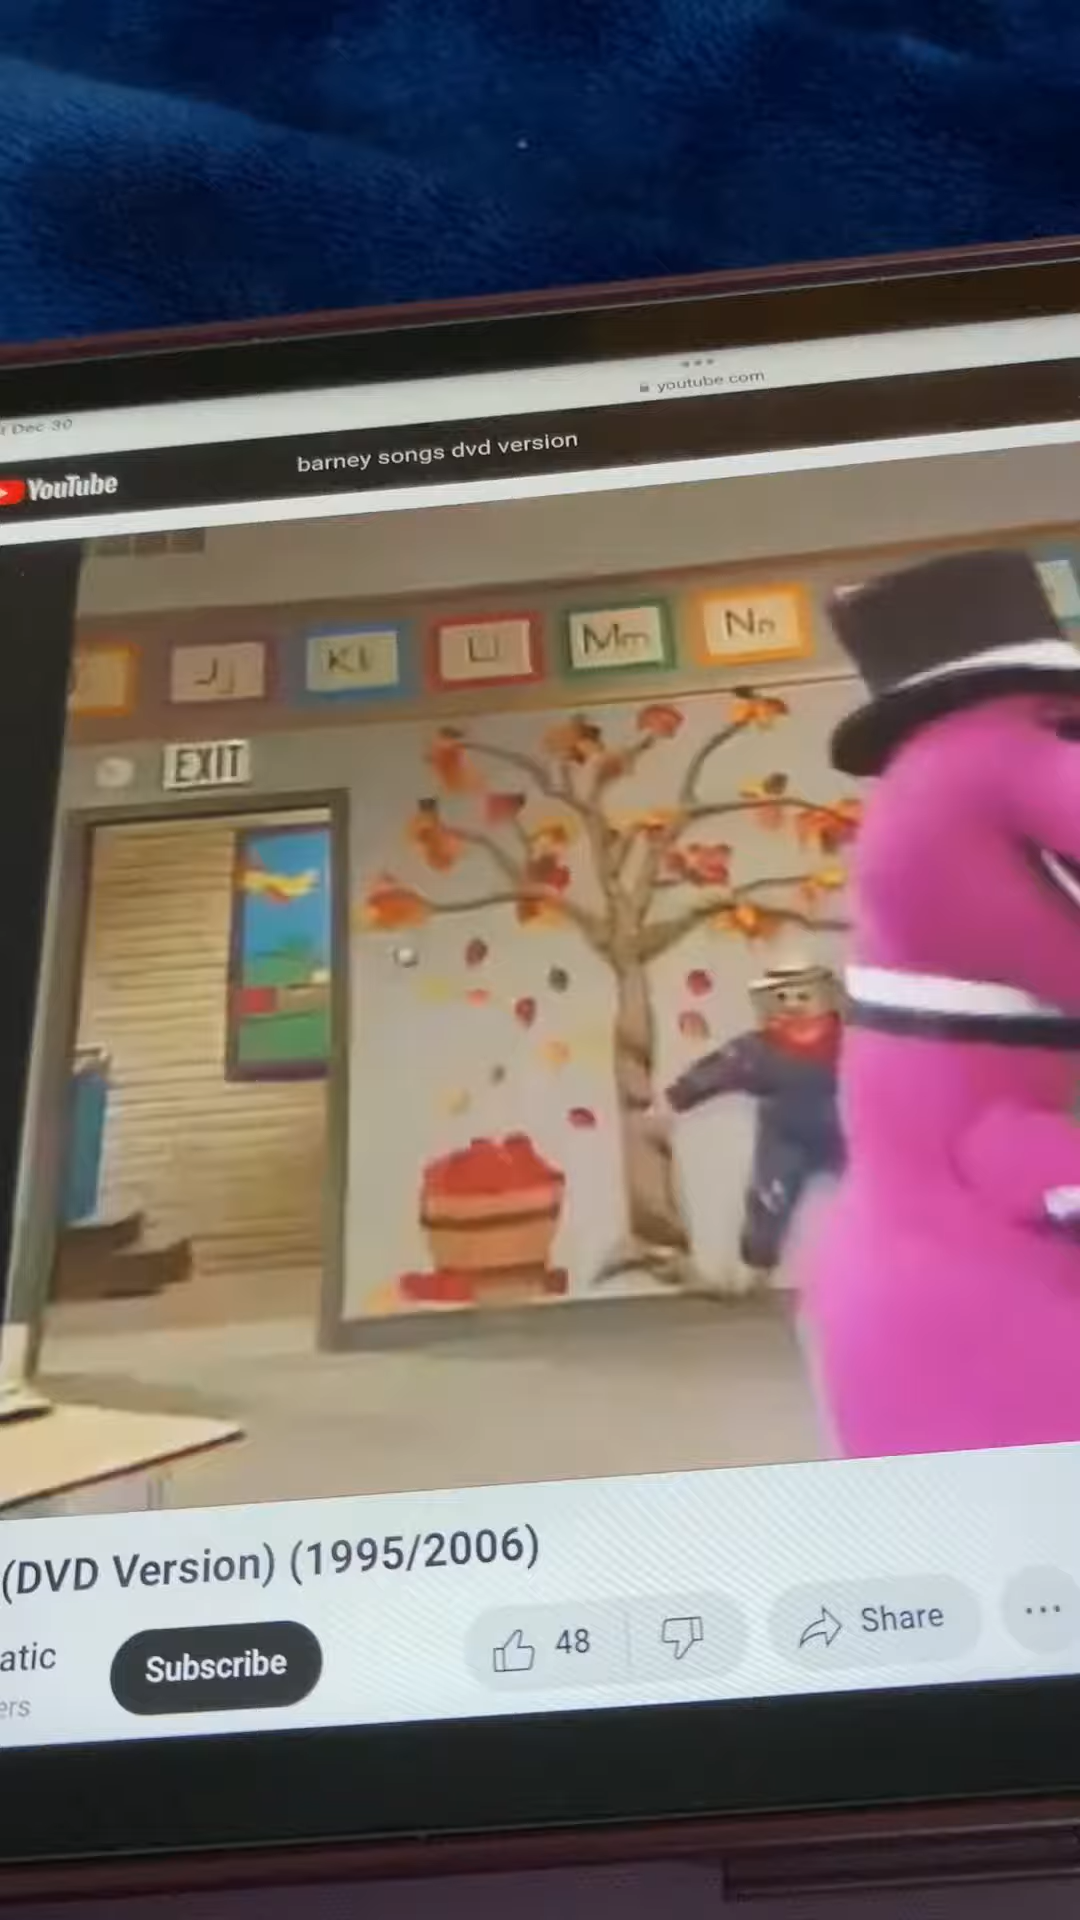 Dec 30
youtube.com
YouTube
barney songs dvd version
Jj
Kk
Ll
Mm
Nn
EXIT
(DVD Version) (1995/2006)
atic
Subscribe
48
Share
ers